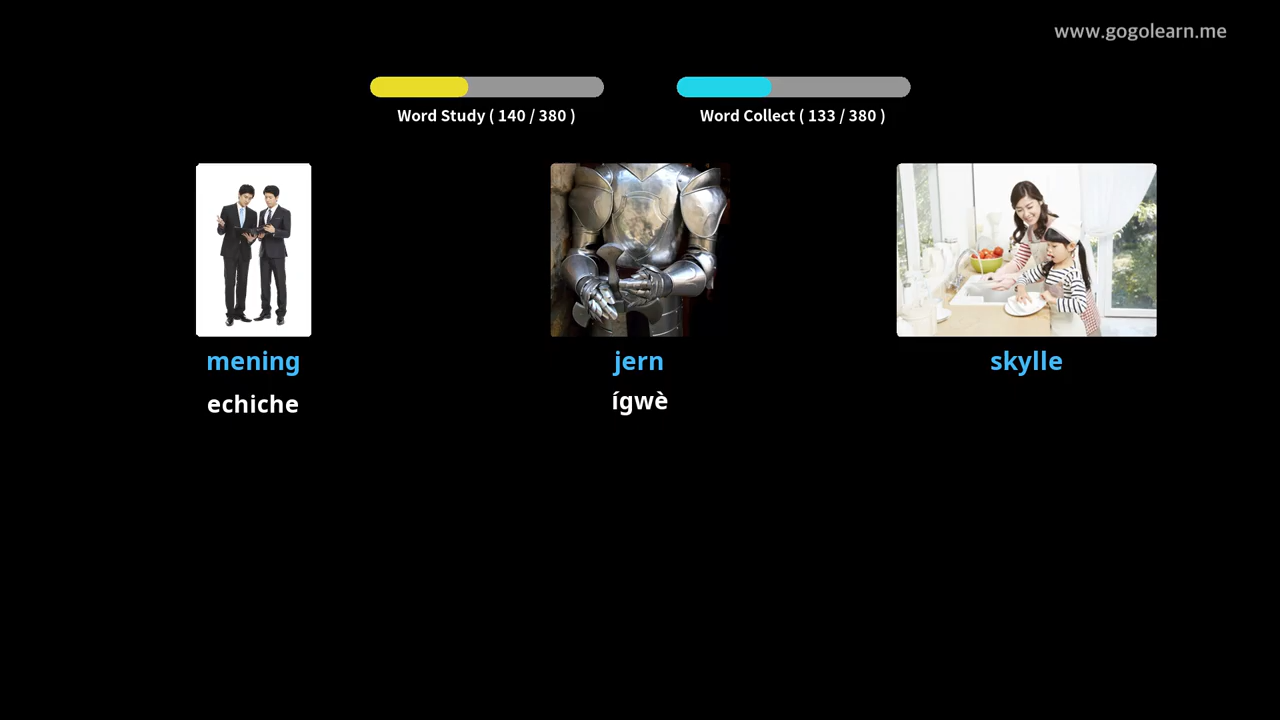 www.gogolearn.me
Word Study ( 140 / 380 )
Word Collect ( 133 / 380 )
mening
jern
skylle
echiche
ígwè